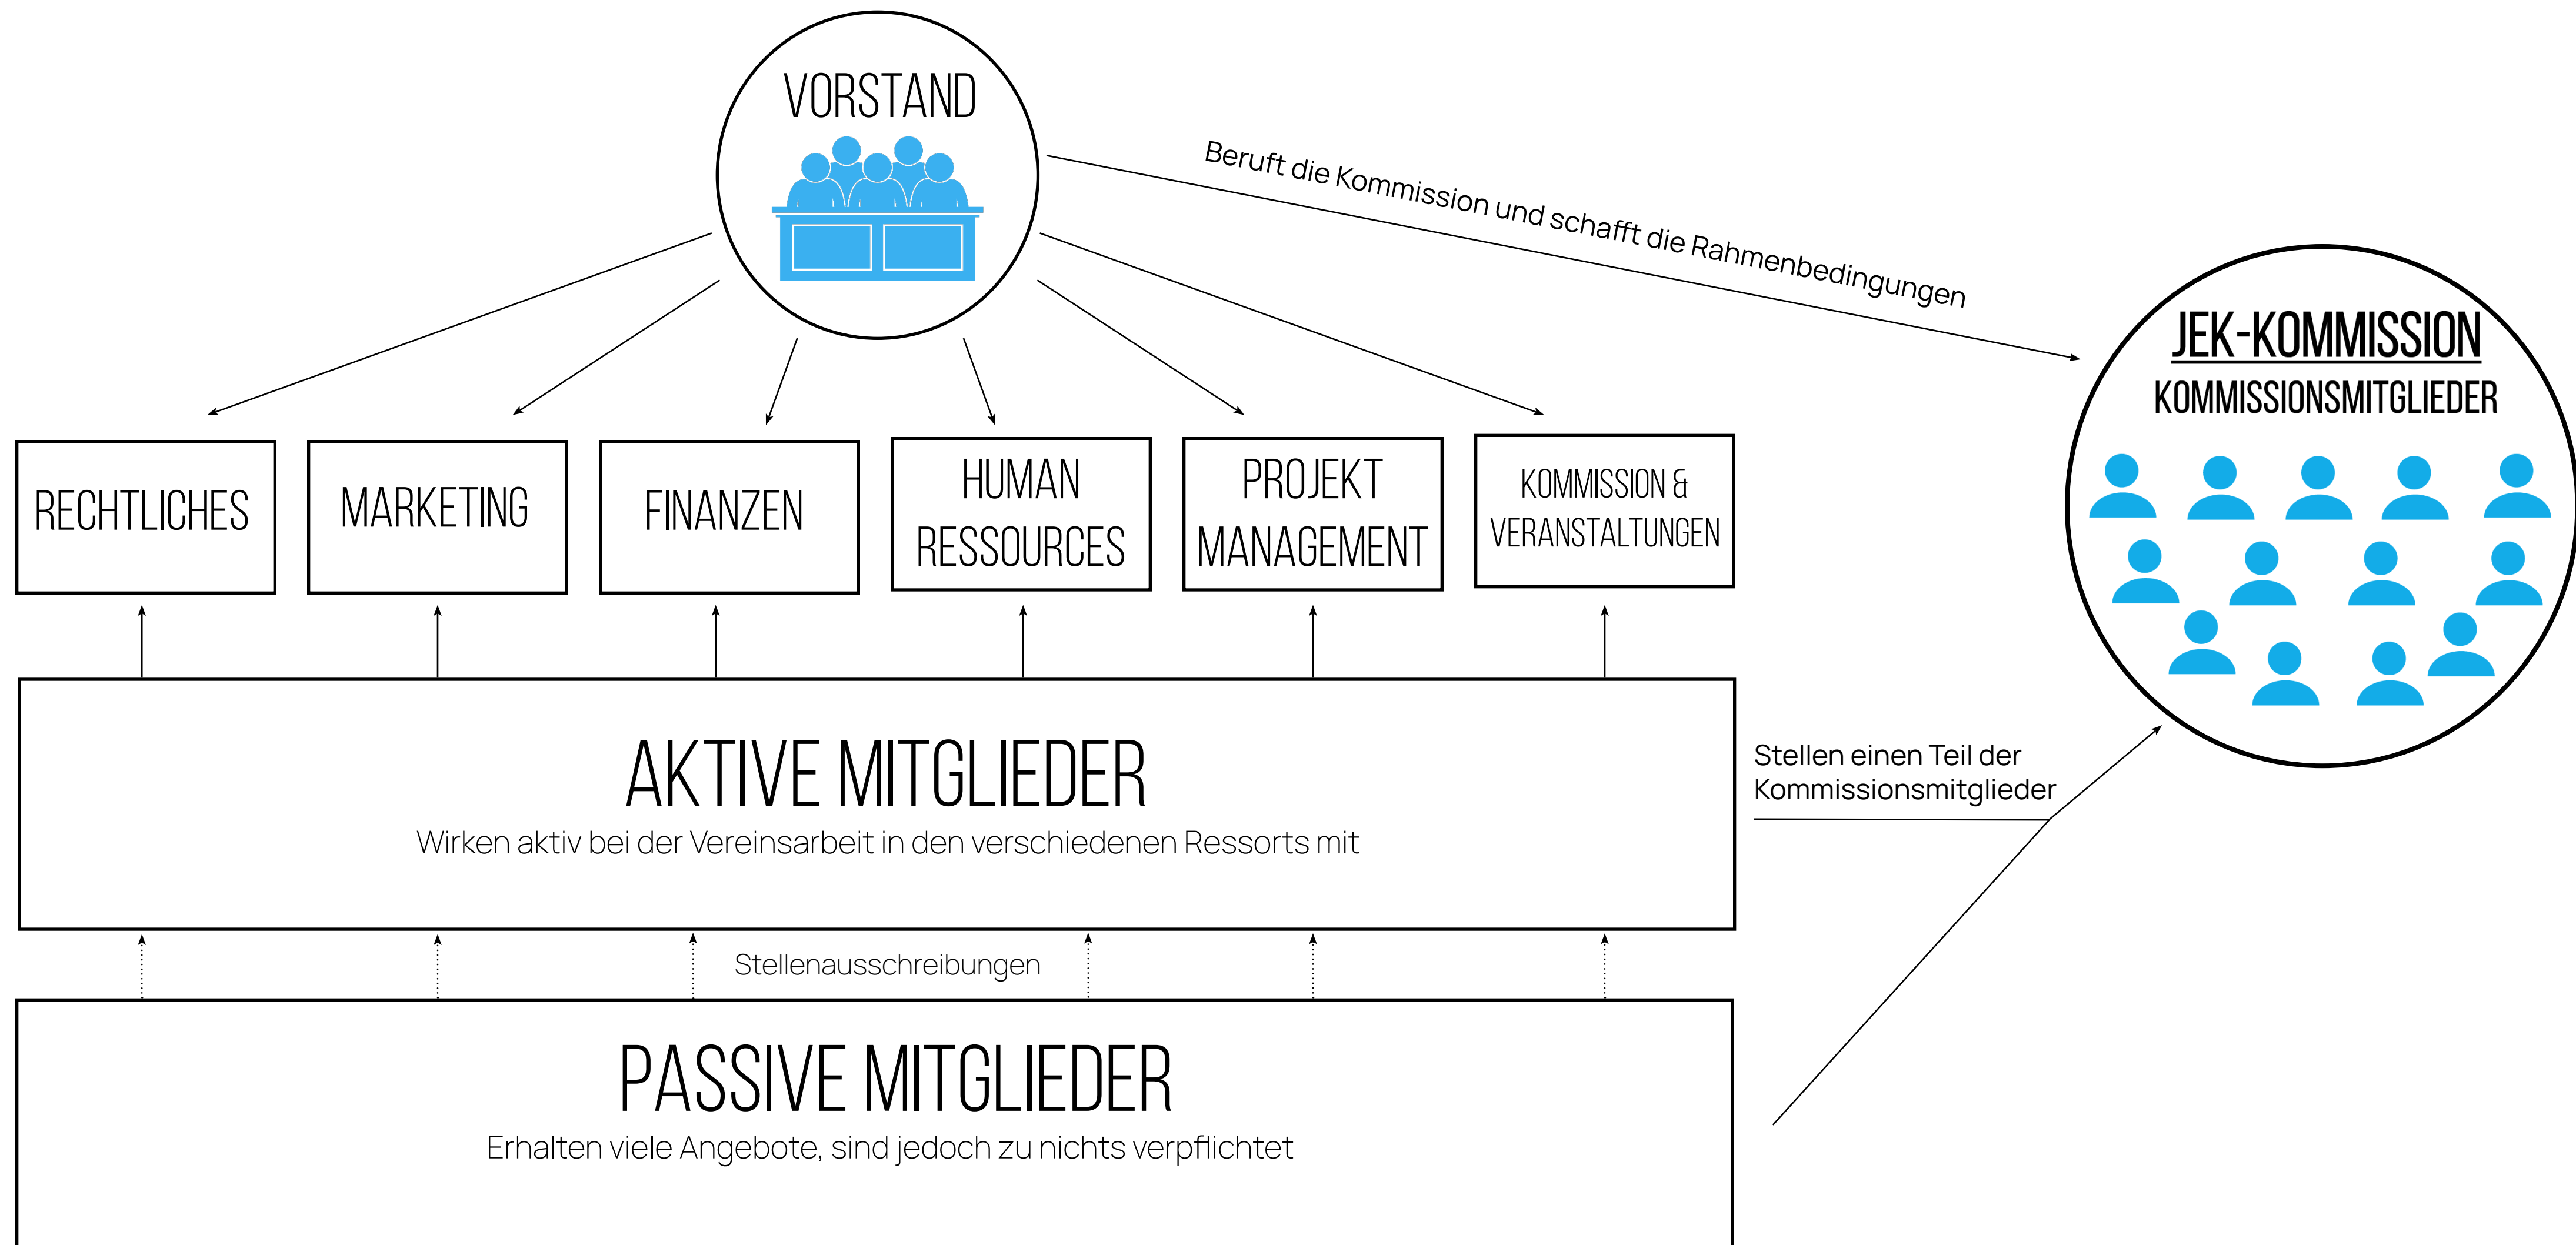 VORSTAND
Beruft die Kommission und schafft die Rahmenbedingungen
JEK-KOMMISSION
KOMMISSIONSMITGLIEDER
RECHTLICHES
MARKETING
FINANZEN
HUMAN
RESSOURCES
PROJEKT
MANAGEMENT
KOMMISSION &
VERANSTALTUNGEN
AKTIVE MITGLIEDER
Wirken aktiv bei der Vereinsarbeit in den verschiedenen Ressorts mit
Stellen einen Teil der
Kommissionsmitglieder
Stellenausschreibungen
PASSIVE MITGLIEDER
Erhalten viele Angebote, sind jedoch zu nichts verpflichtet